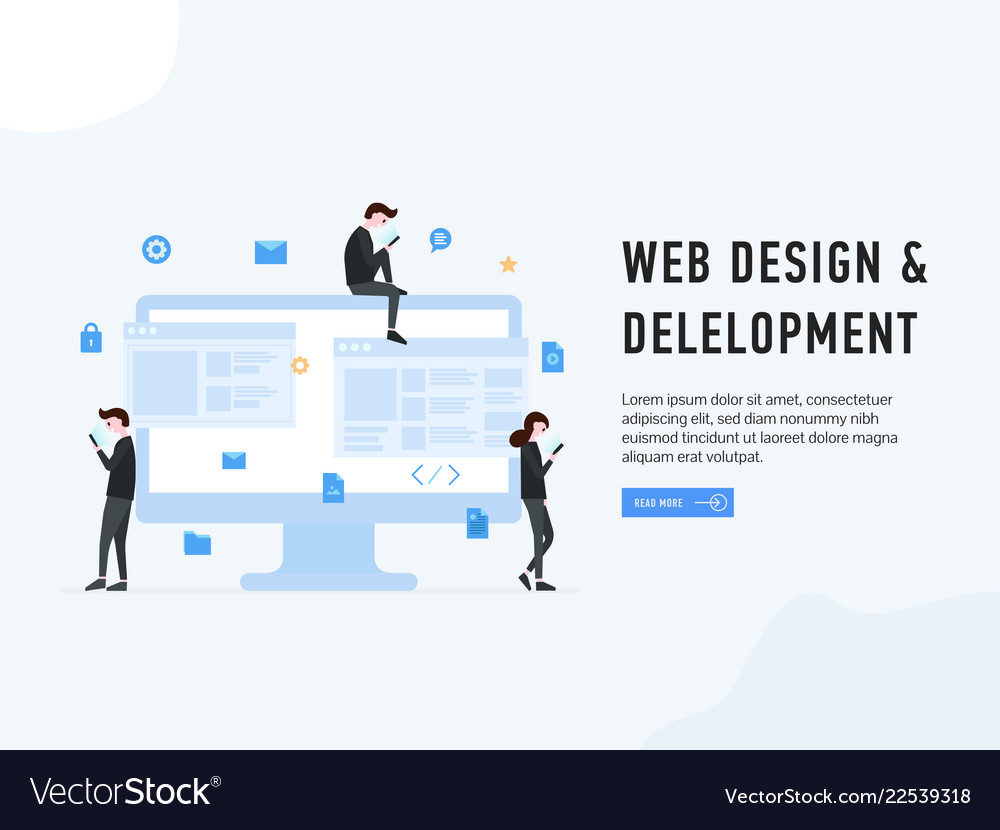 WEB DESIGN &
DELELOPMENT
Lorem ipsum dolor sit amet, consectetuer
adipiscing elit, sed diam nonummy nibh
euismod tincidunt ut laoreet dolore magna
aliquam erat volutpat.
READ MORE
</>
VectorStock®
VectorStock.com/22539318